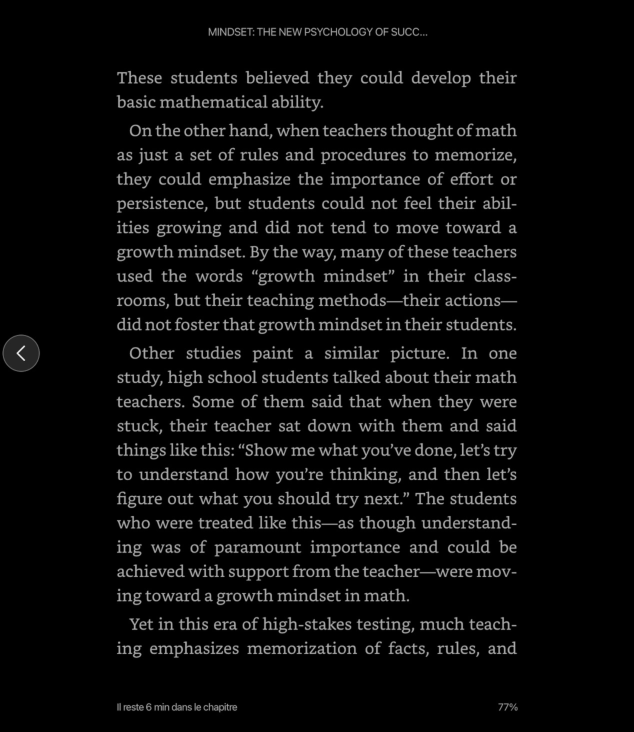 MINDSET: THE NEW PSYCHOLOGY OF SUCC...
These students believed they could develop their
basic mathematical ability.
On the other hand, when teachers thought of math
as just a set of rules and procedures to memorize,
they could emphasize the importance of effort or
persistence, but students could not feel their abil-
ities growing and did not tend to move toward a
growth mindset. By the way, many of these teachers
used the words “growth mindset” in their class-
rooms, but their teaching methods—their actions—
did not foster that growth mindset in their students.
Other studies paint a similar picture. In one
study, high school students talked about their math
teachers. Some of them said that when they were
stuck, their teacher sat down with them and said
things like this: “Show me what you’ve done, let’s try
to understand how you’re thinking, and then let’s
figure out what you should try next.” The students
who were treated like this—as though understand-
ing was of paramount importance and could be
achieved with support from the teacher—were mov-
ing toward a growth mindset in math.
Yet in this era of high-stakes testing, much teach-
ing emphasizes memorization of facts, rules, and
Il reste 6 min dans le chapitre
77%